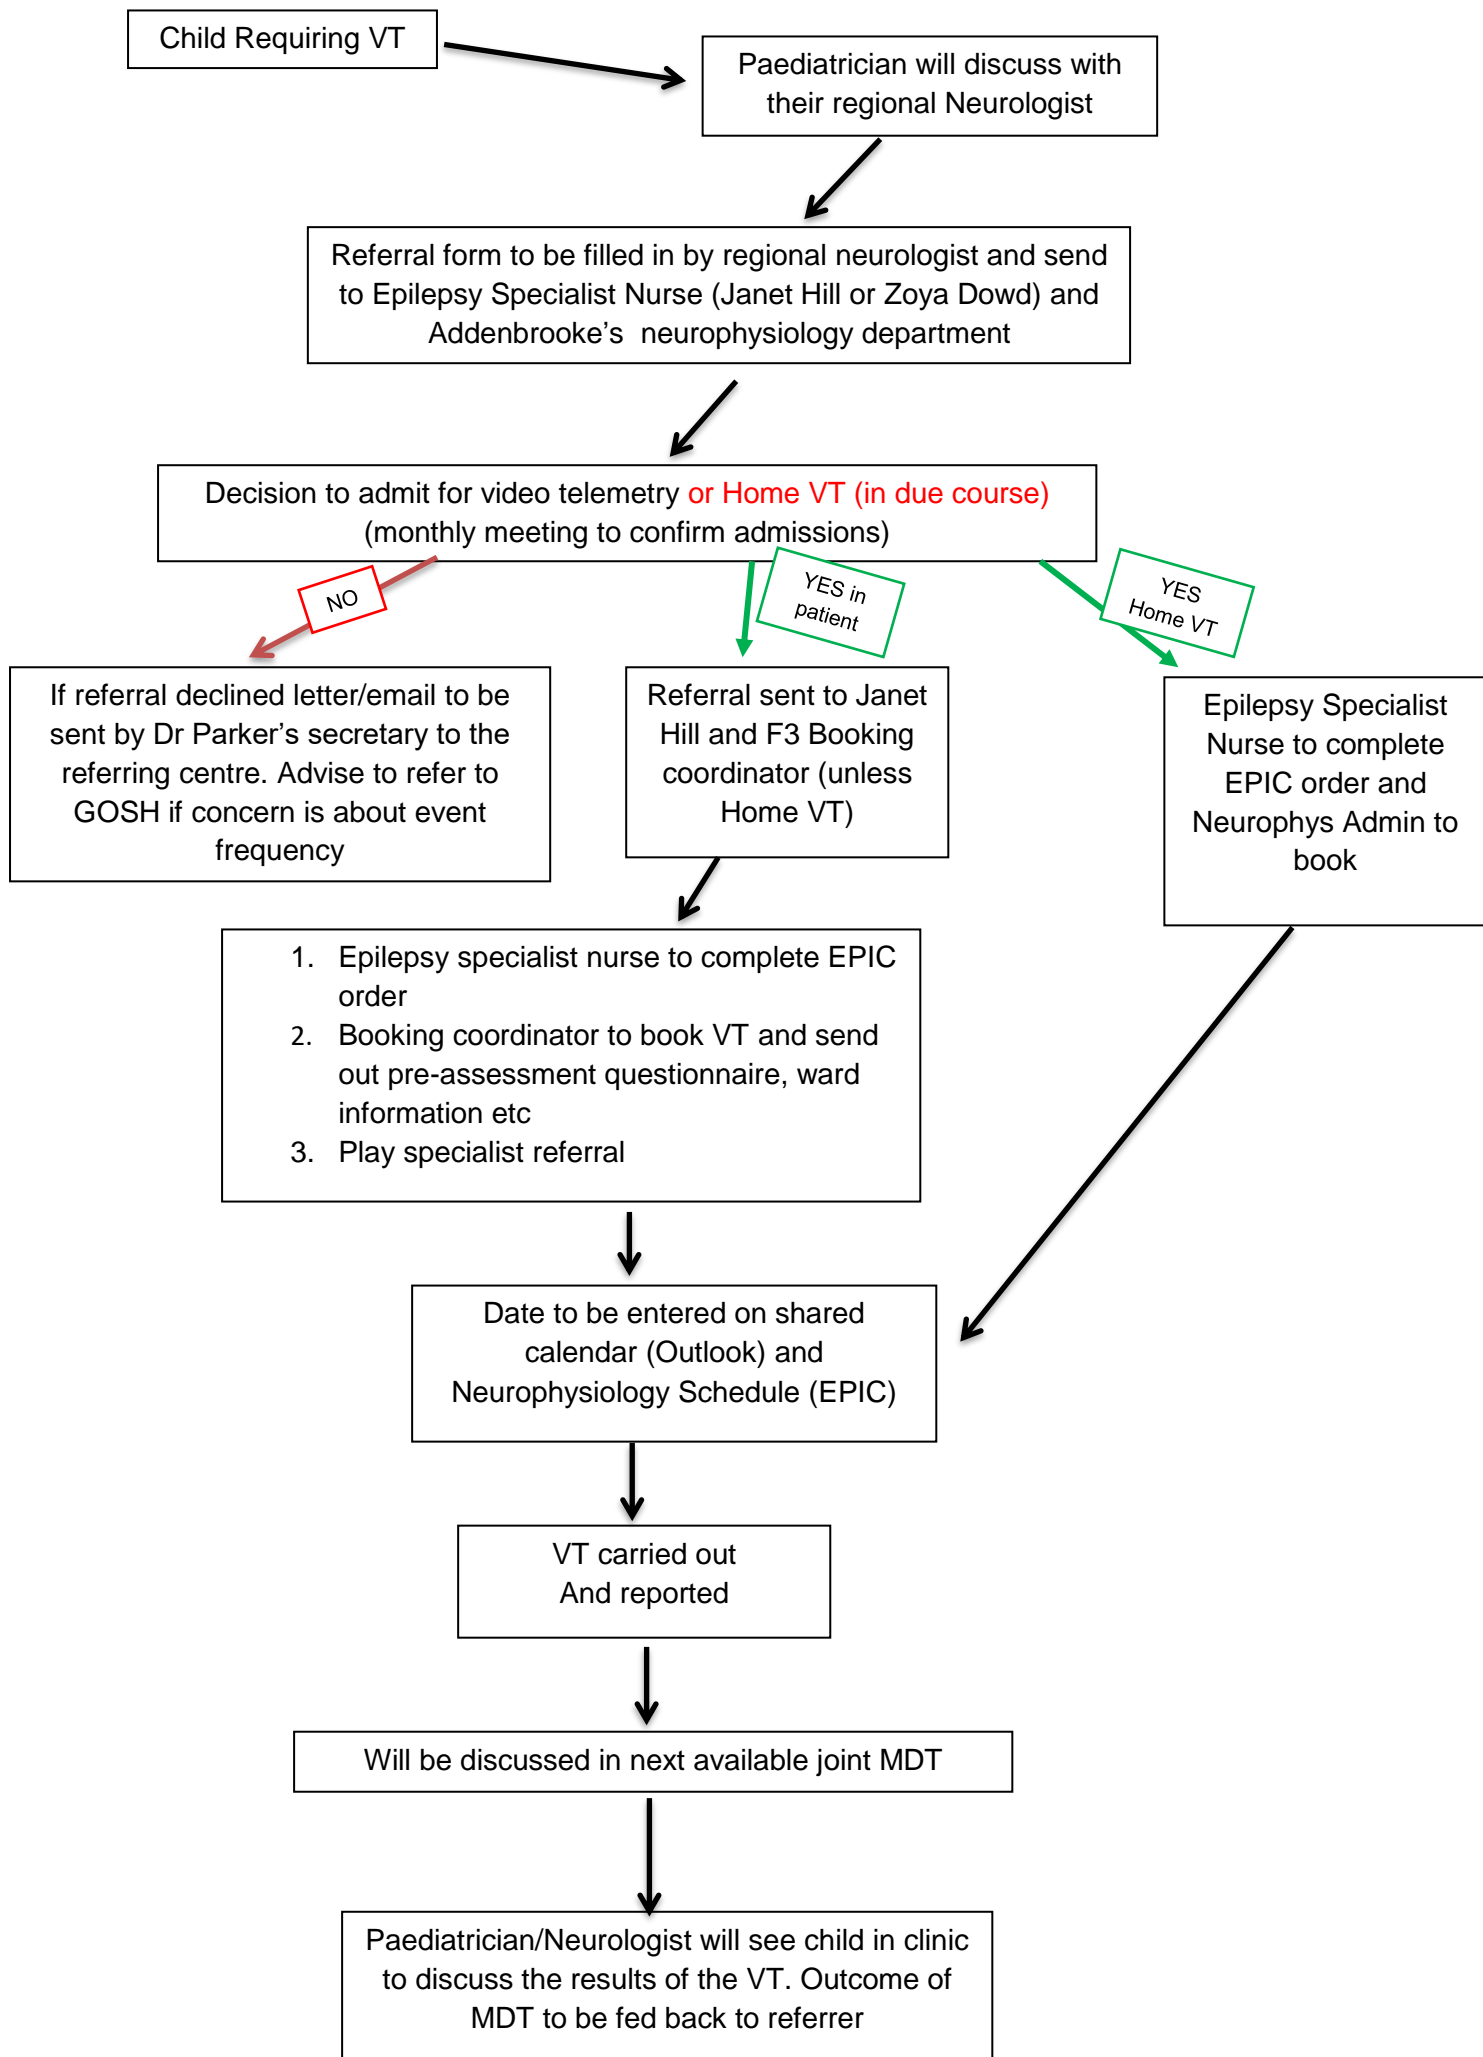 Child Requiring VT
Paediatrician will discuss with
their regional Neurologist
Referral form to be filled in by regional neurologist and send
to Epilepsy Specialist Nurse (Janet Hill or Zoya Dowd) and
Addenbrooke’s  neurophysiology department
Decision to admit for video telemetry or Home VT (in due course)
(monthly meeting to confirm admissions)
NO
YES in
patient
YES
Home VT
If referral declined letter/email to be
sent by Dr Parker’s secretary to the
referring centre. Advise to refer to
GOSH if concern is about event
frequency
Referral sent to Janet
Hill and F3 Booking
coordinator (unless
Home VT)
Epilepsy Specialist
Nurse to complete
EPIC order and
Neurophys Admin to
book
1. Epilepsy specialist nurse to complete EPIC
order
2. Booking coordinator to book VT and send
out pre-assessment questionnaire, ward
information etc
3. Play specialist referral
Date to be entered on shared
calendar (Outlook) and
Neurophysiology Schedule (EPIC)
VT carried out
And reported
Will be discussed in next available joint MDT
Paediatrician/Neurologist will see child in clinic
to discuss the results of the VT. Outcome of
MDT to be fed back to referrer